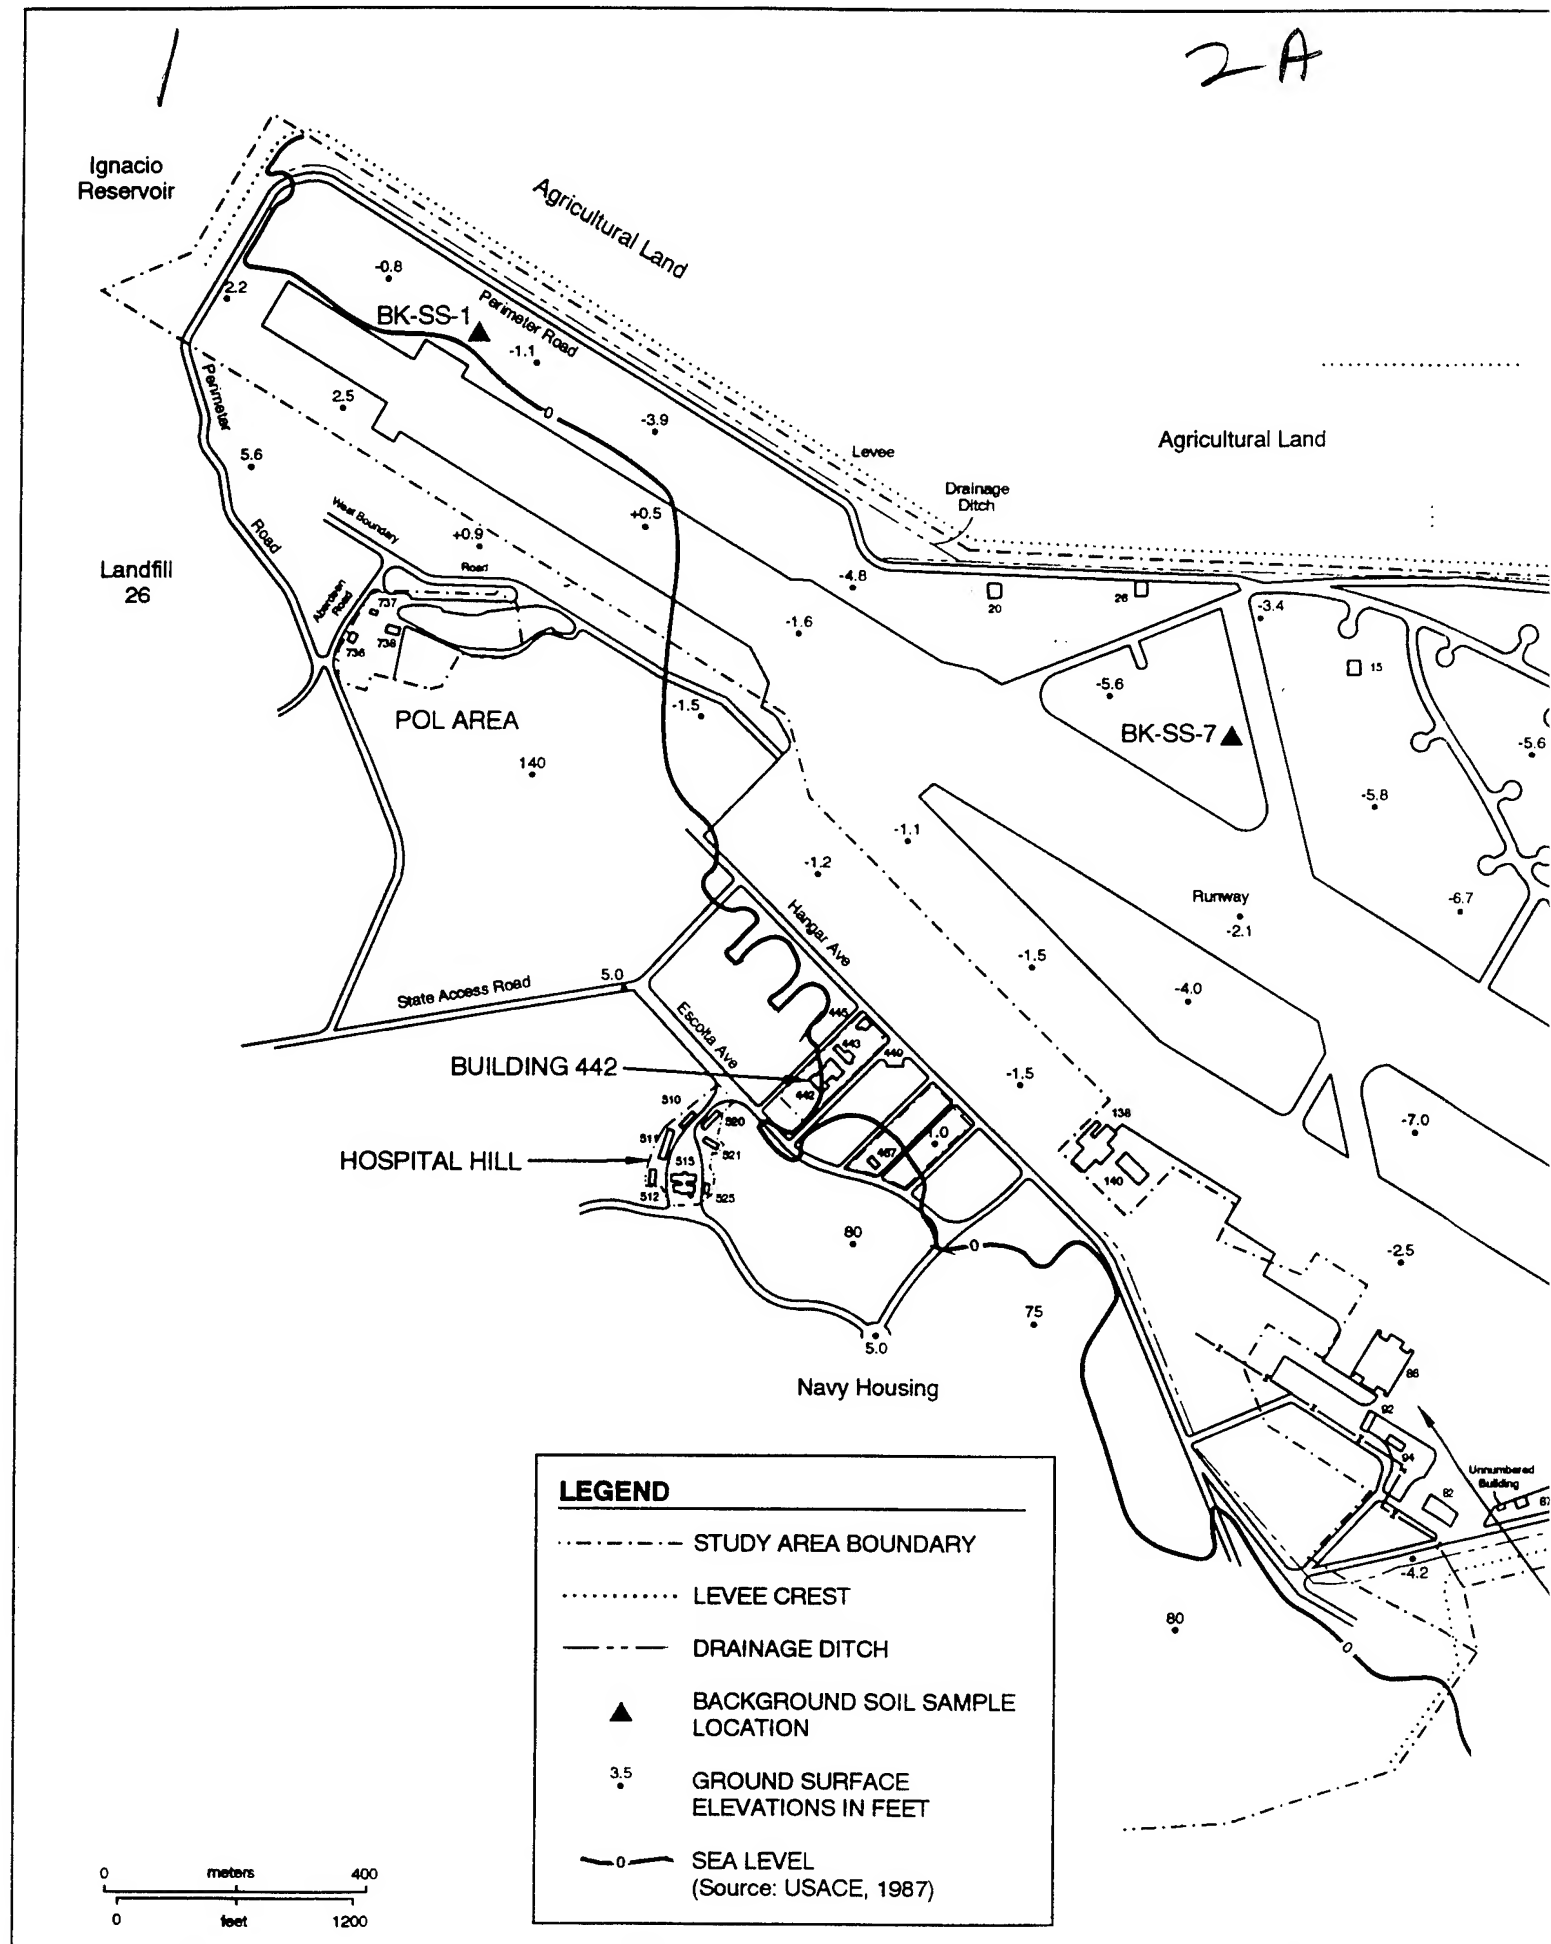 1
2A
Ignacio
Reservoir
Agricultural Land
-0.8
2.2
BK-SS-1
Perimeter Road
-1.1
2.5
0
-3.9
Perimeter
Levee
Agricultural Land
5.6
Drainage
Ditch
West Boundary
Road
+0.5
+0.9
Road
Landfill
26
Aberdeen
Road
-4.8
20
26
-3.4
737
736
738
-1.6
15
-5.6
-1.5
POL AREA
BK-SS-7
-5.6
140
-5.8
-1.1
-1.2
Runway
-2.1
-6.7
Hangar Ave
-1.5
5.0
State Access Road
-4.0
Escolta Ave
445
443
449
BUILDING 442
442
-1.5
510
520
138
-7.0
511
521
1.0
HOSPITAL HILL
515
467
140
512
525
80
0
-2.5
75
5.0
Navy Housing
86
92
94
Unnumbered
Building
82
87
-4.2
80
0
LEGEND
STUDY AREA BOUNDARY
LEVEE CREST
DRAINAGE DITCH
BACKGROUND SOIL SAMPLE
LOCATION
3.5
GROUND SURFACE
ELEVATIONS IN FEET
0
SEA LEVEL
(Source: USACE, 1987)
0 meters 400
0 feet 1200